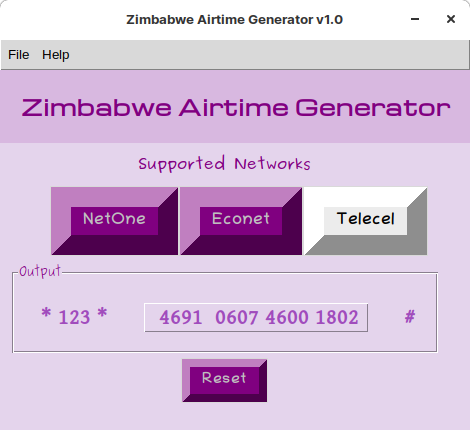 Zimbabwe Airtime Generator v1.0
File Help
Zimbabwe Airtime Generator
Supported Networks
NetOne Econet Telecel
Output
* 123 * 4691 0607 4600 1802 #
Reset